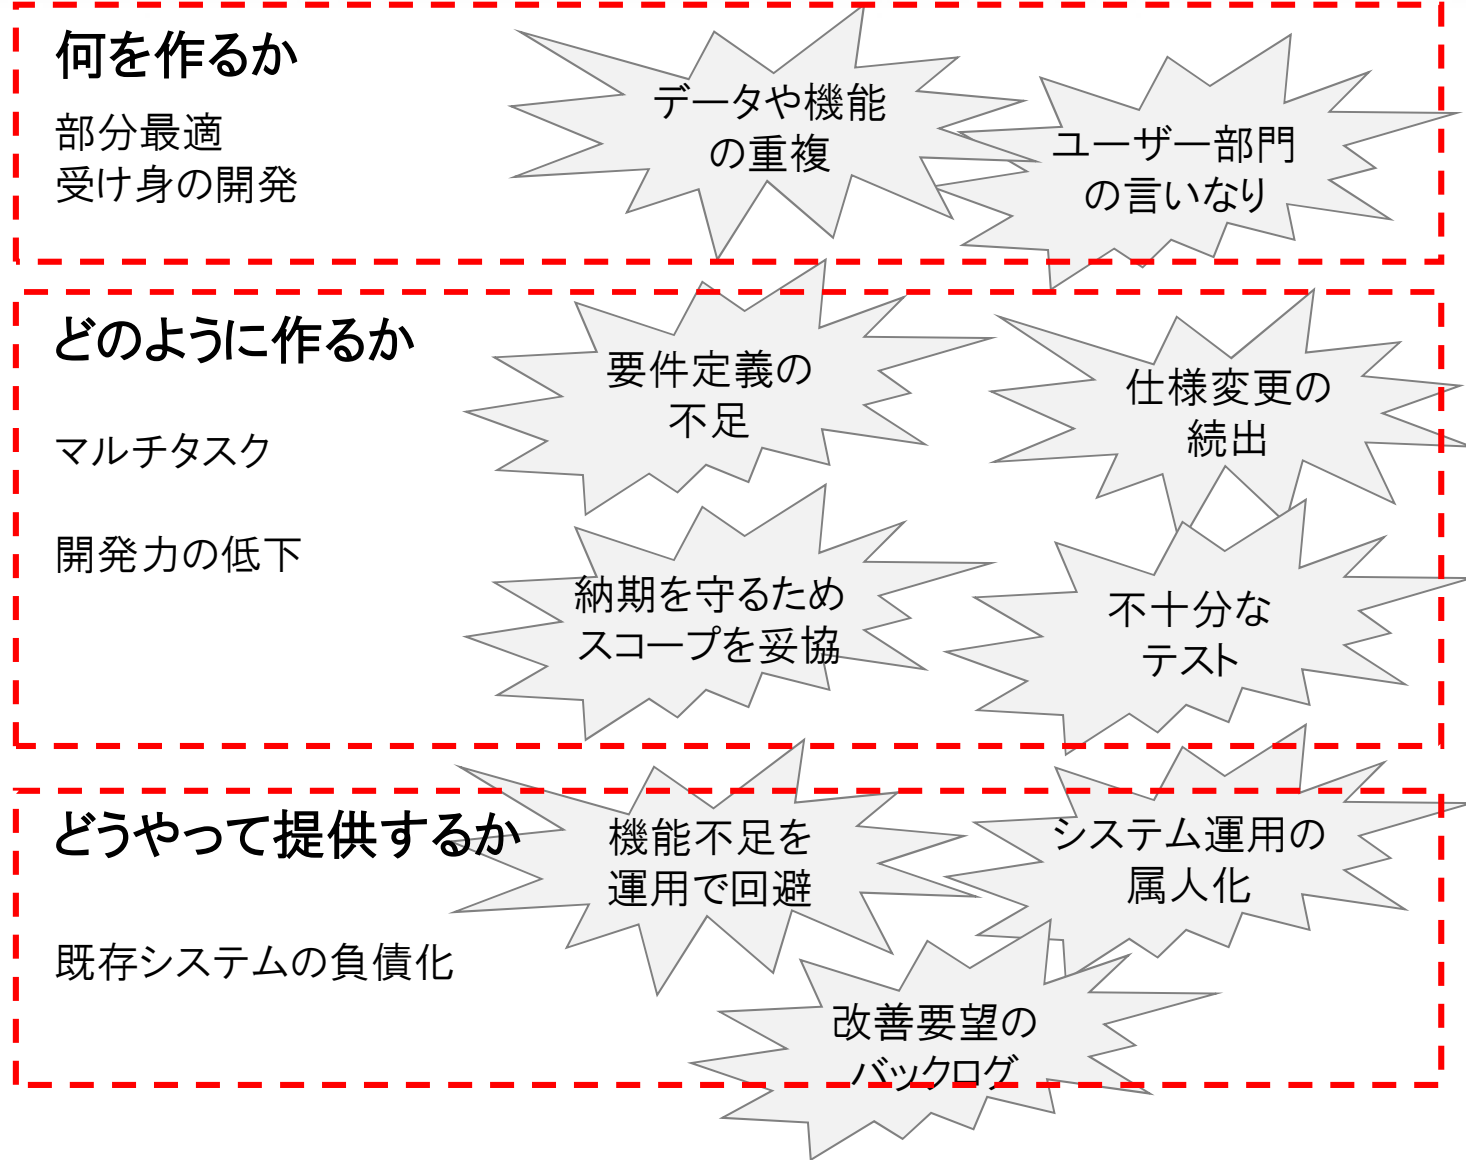 何を作るか
部分最適
受け身の開発
データや機能
の重複
ユーザー部門
の言いなり
どのように作るか
マルチタスク
開発力の低下
要件定義の
不足
仕様変更の
続出
納期を守るため
スコープを妥協
不十分な
テスト
どうやって提供するか
既存システムの負債化
機能不足を
運用で回避
システム運用の
属人化
改善要望の
バックログ